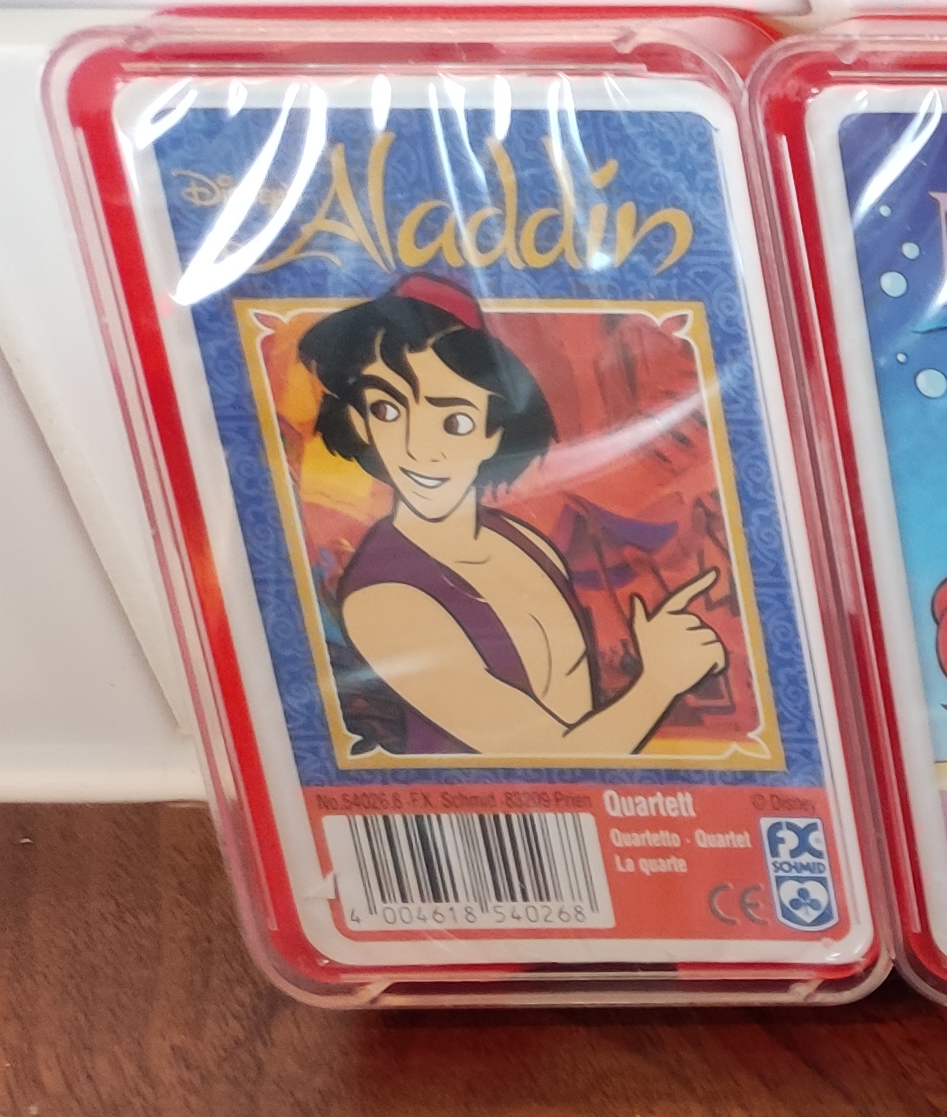 Disney's
Aladdin
No.54026.8 F.X. Schmid 83209 Prien
Quartett
© Disney
Quartetto · Quartet
La quarte
FX
SCHMID
CE
4 004618 540268